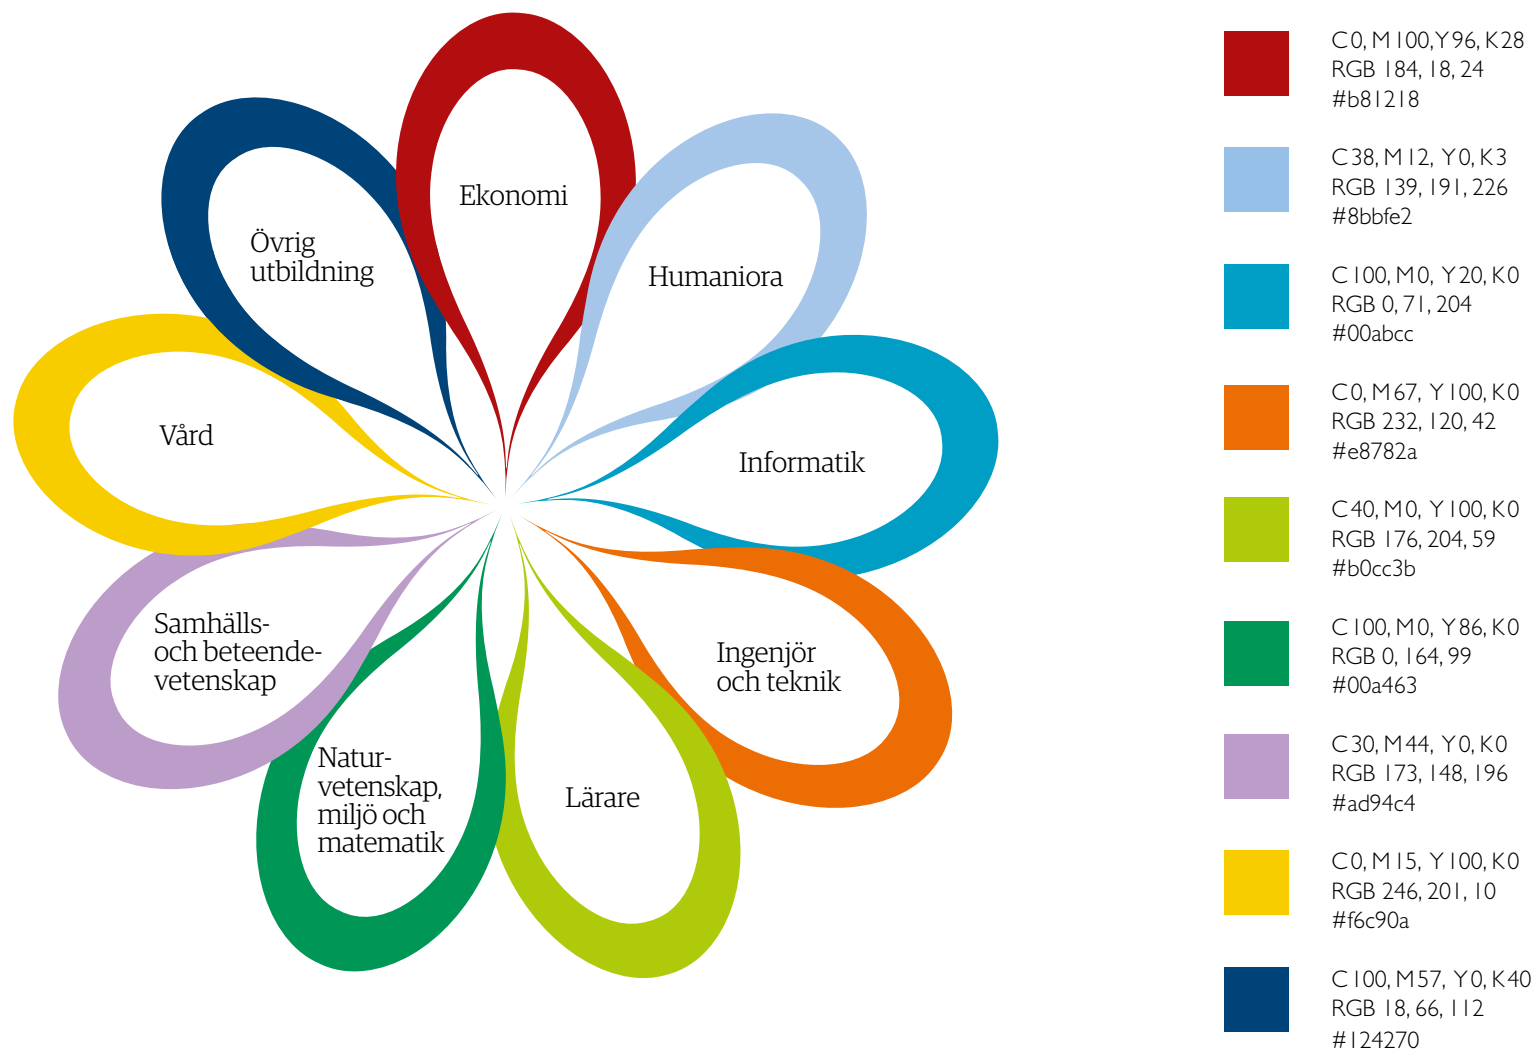 Ekonomi
Humaniora
Informatik
Ingenjör
och teknik
Lärare
Natur-
vetenskap,
miljö och
matematik
Samhälls-
och beteende-
vetenskap
Vård
Övrig
utbildning
C0, M100, Y96, K28
RGB 184, 18, 24
#b81218
C38, M12, Y0, K3
RGB 139, 191, 226
#8bbfe2
C100, M0, Y20, K0
RGB 0, 71, 204
#00abcc
C0, M67, Y100, K0
RGB 232, 120, 42
#e8782a
C40, M0, Y100, K0
RGB 176, 204, 59
#b0cc3b
C100, M0, Y86, K0
RGB 0, 164, 99
#00a463
C30, M44, Y0, K0
RGB 173, 148, 196
#ad94c4
C0, M15, Y100, K0
RGB 246, 201, 10
#f6c90a
C100, M57, Y0, K40
RGB 18, 66, 112
#124270